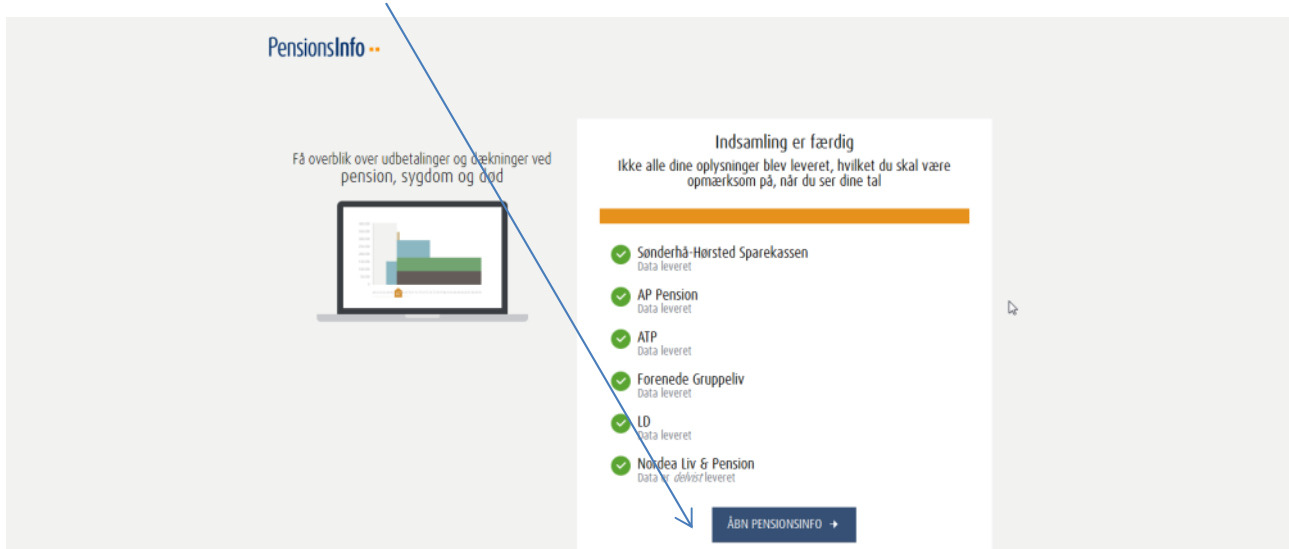 PensionsInfo
Få overblik over udbetalinger og dækninger ved
pension, sygdom og død
Indsamling er færdig
Ikke alle dine oplysninger blev leveret, hvilket du skal være
opmærksom på, når du ser dine tal
Sønderhå-Hørsted Sparekassen
Data leveret
AP Pension
Data leveret
ATP
Data leveret
Forenede Gruppeliv
Data leveret
LD
Data leveret
Nordea Liv & Pension
Data er delvist leveret
ÅBN PENSIONSINFO →